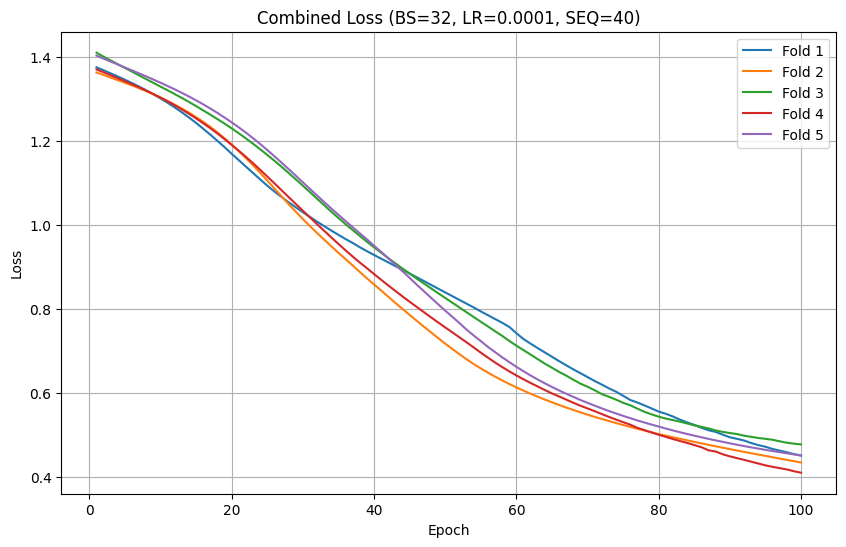 Combined Loss (BS=32, LR=0.0001, SEQ=40)
Fold 1
Fold 2
Fold 3
Fold 4
Fold 5
Loss
1.4
1.2
1.0
0.8
0.6
0.4
0 20 40 60 80 100
Epoch